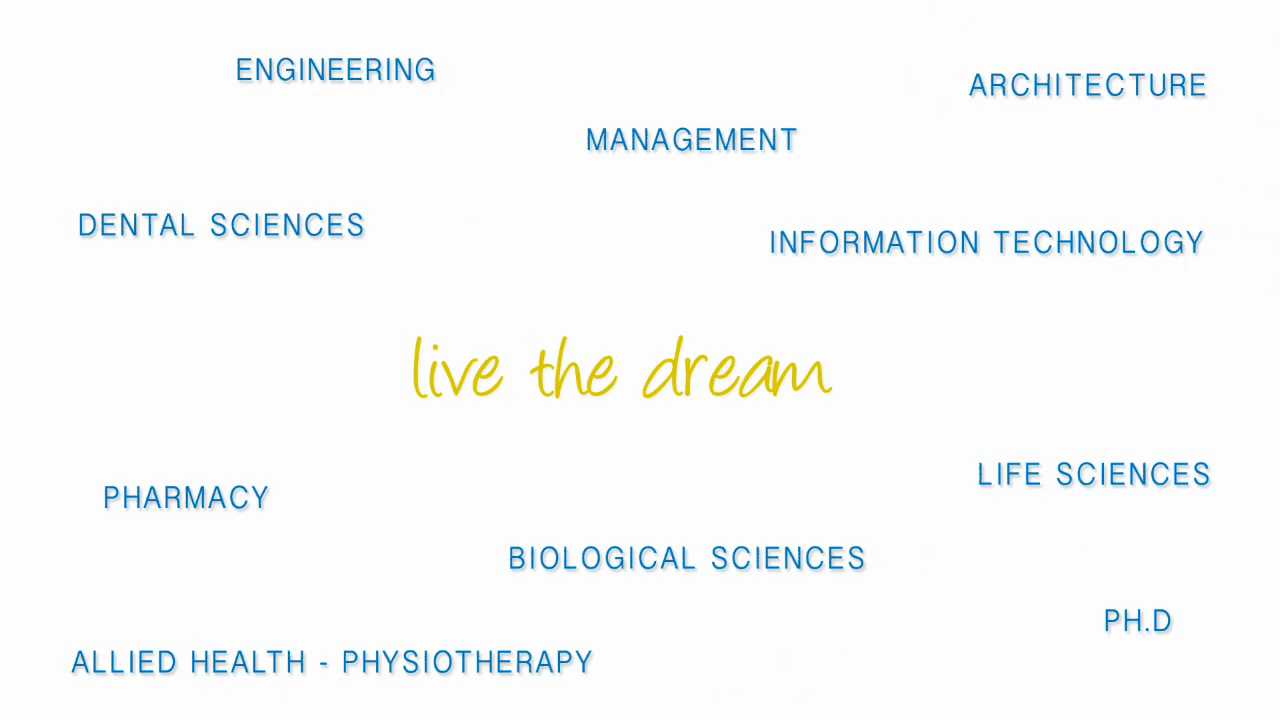 ENGINEERING
ARCHITECTURE
MANAGEMENT
DENTAL SCIENCES
INFORMATION TECHNOLOGY
live the dream
LIFE SCIENCES
PHARMACY
BIOLOGICAL SCIENCES
PH.D
ALLIED HEALTH - PHYSIOTHERAPY